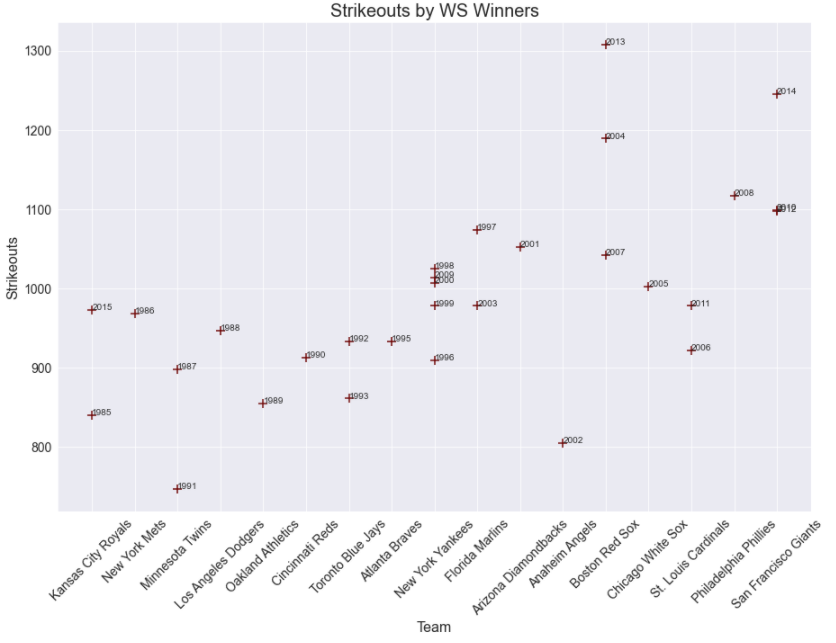 Strikeouts by WS Winners
1300
1200
1100
1000
900
800
Strikeouts
2013
2014
2004
2008
2010
2012
1997
2001
2007
1998
2009
2000
2005
2015
1986
1999
2003
2011
1988
1992
1995
2006
1990
1996
1987
1993
1989
1985
2002
1991
Kansas City Royals
New York Mets
Minnesota Twins
Los Angeles Dodgers
Oakland Athletics
Cincinnati Reds
Toronto Blue Jays
Atlanta Braves
New York Yankees
Florida Marlins
Arizona Diamondbacks
Anaheim Angels
Boston Red Sox
Chicago White Sox
St. Louis Cardinals
Philadelphia Phillies
San Francisco Giants
Team